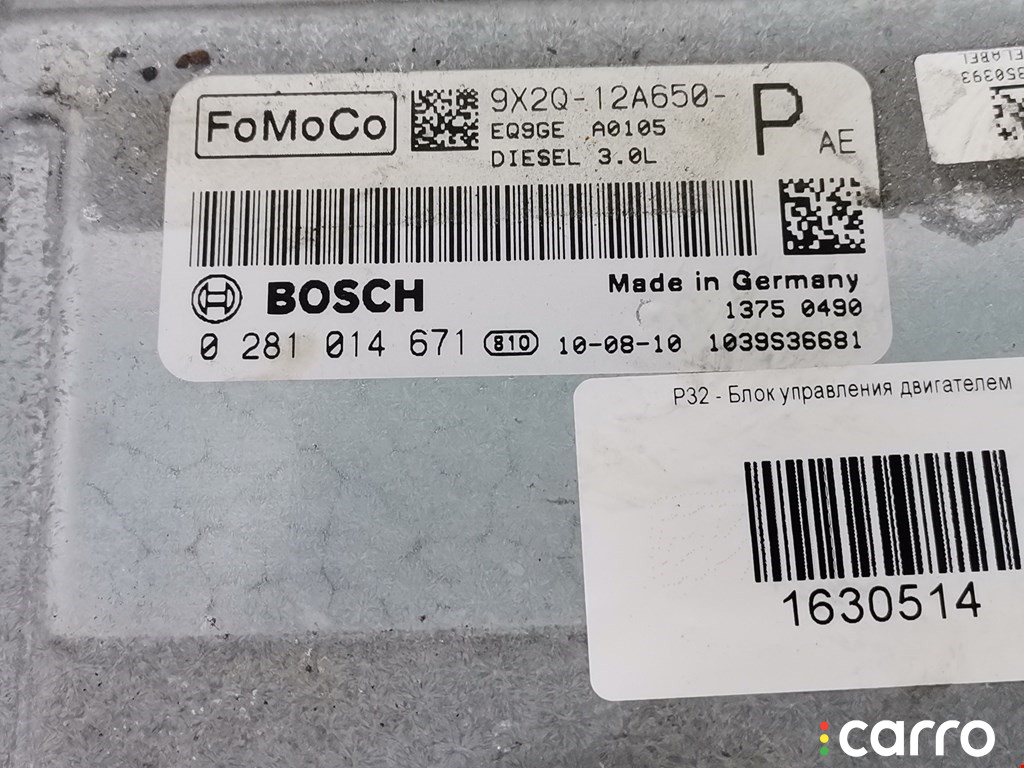 FoMoCo
9X2Q-12A650-
P
AE
EQ9GE A0105
DIESEL 3.0L
BOSCH
Made in Germany
1375 0490
0 281 014 671 810 10-08-10 1039S36681
P32 - Блок управления двигателем
1630514
carro